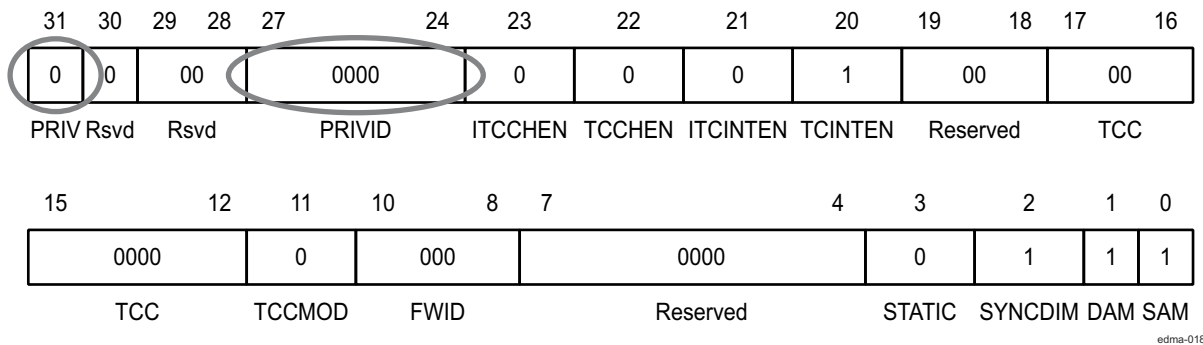 31 30 29 28 27 24 23 22 21 20 19 18 17 16
0 0 00 0000 0 0 0 1 00 00
PRIV Rsvd Rsvd PRIVID ITCCHEN TCCHEN ITCINTEN TCINTEN Reserved TCC
15 12 11 10 8 7 4 3 2 1 0
0000 0 000 0000 0 1 1 1
TCC TCCMOD FWID Reserved STATIC SYNCDIM DAM SAM
edma-018